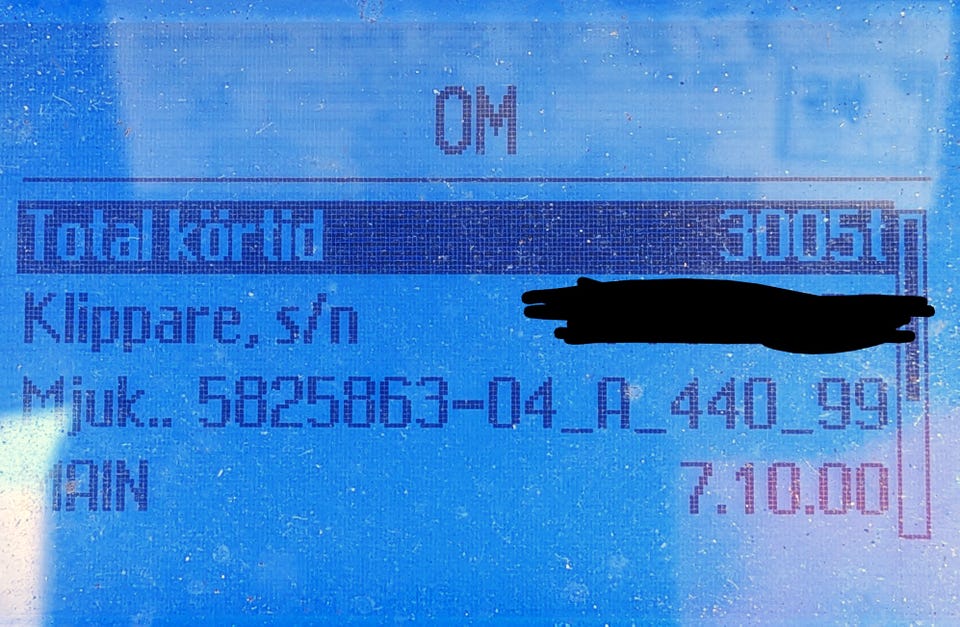 OM
Total körtid 3005t
Klippare, s/n
Mjuk.. 5825863-04_A_440_99
MAIN 7.10.00